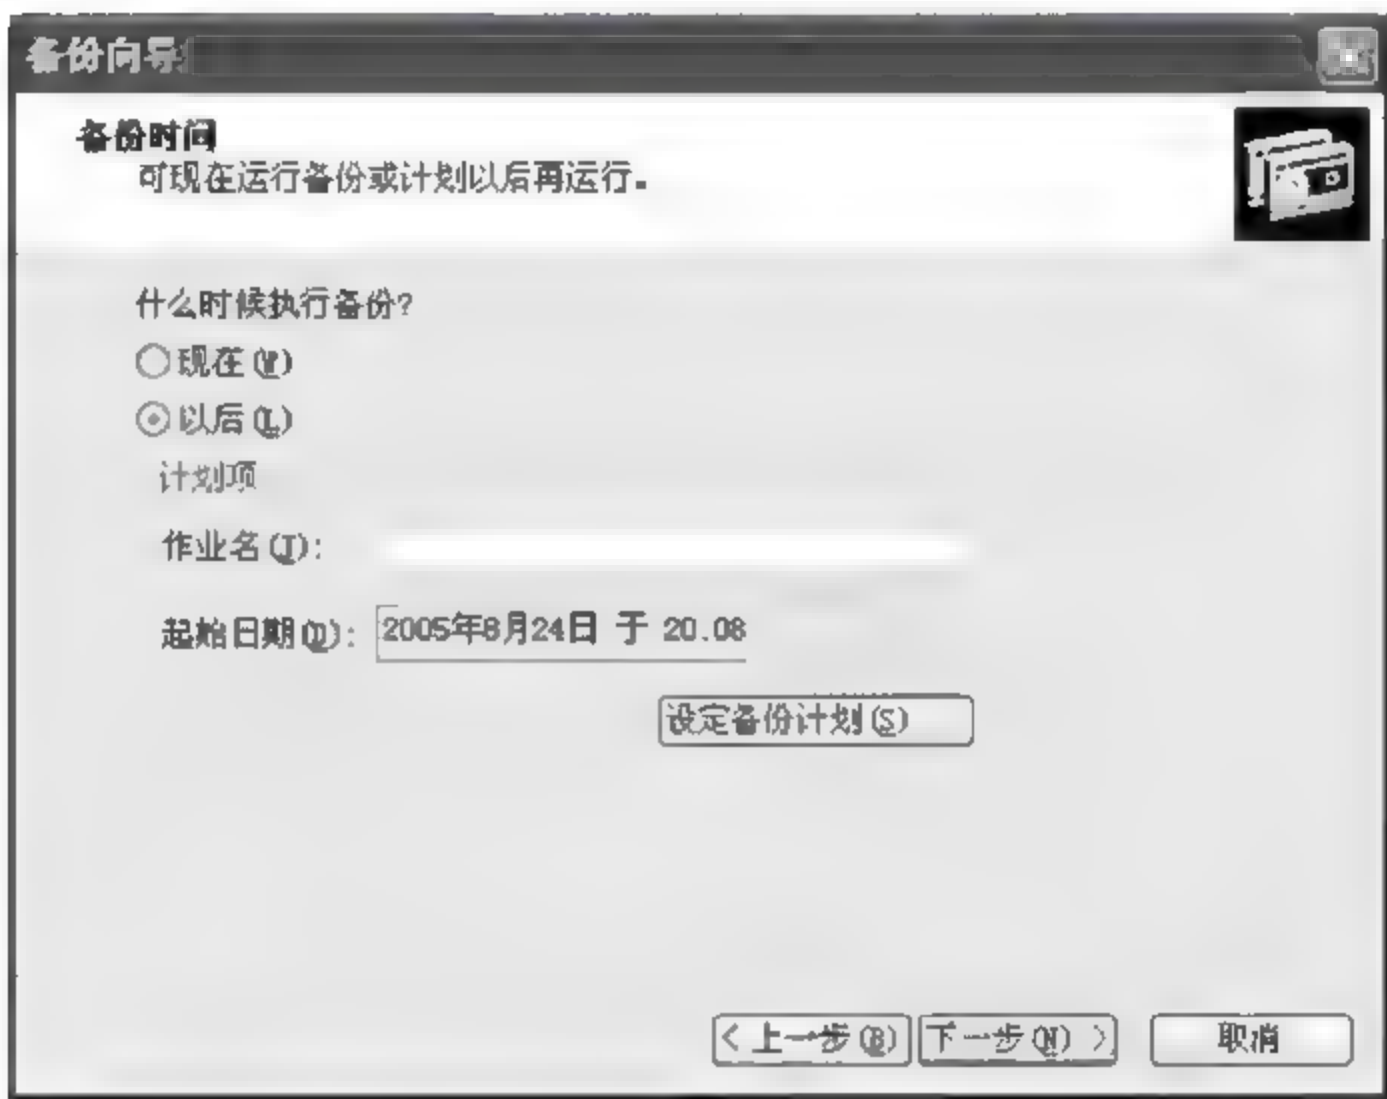 备份向导
备份时间
可现在运行备份或计划以后再运行。
什么时候执行备份?
现在(W)
以后(L)
计划项
作业名(J):
起始日期(D): 2005年8月24日 于 20.08
设定备份计划(S)
< 上一步(B) 下一步(N) > 取消